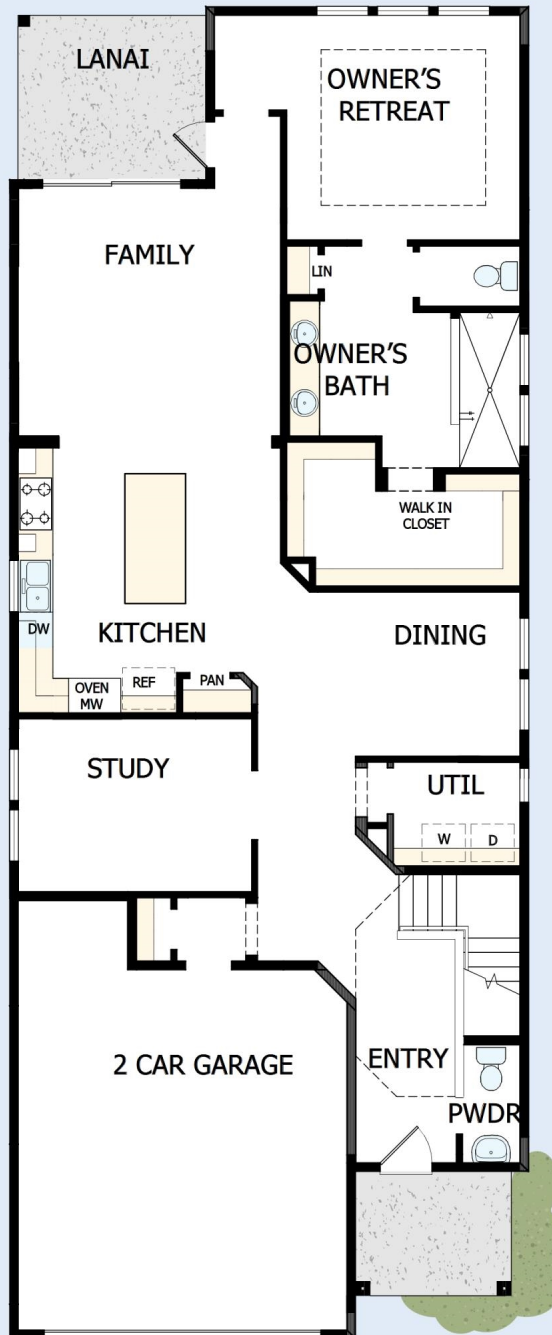 LANAI
OWNER'S
RETREAT
FAMILY
LIN
OWNER'S
BATH
WALK IN
CLOSET
DW
KITCHEN
DINING
OVEN
MW
REF
PAN
STUDY
UTIL
W
D
2 CAR GARAGE
ENTRY
PWDR